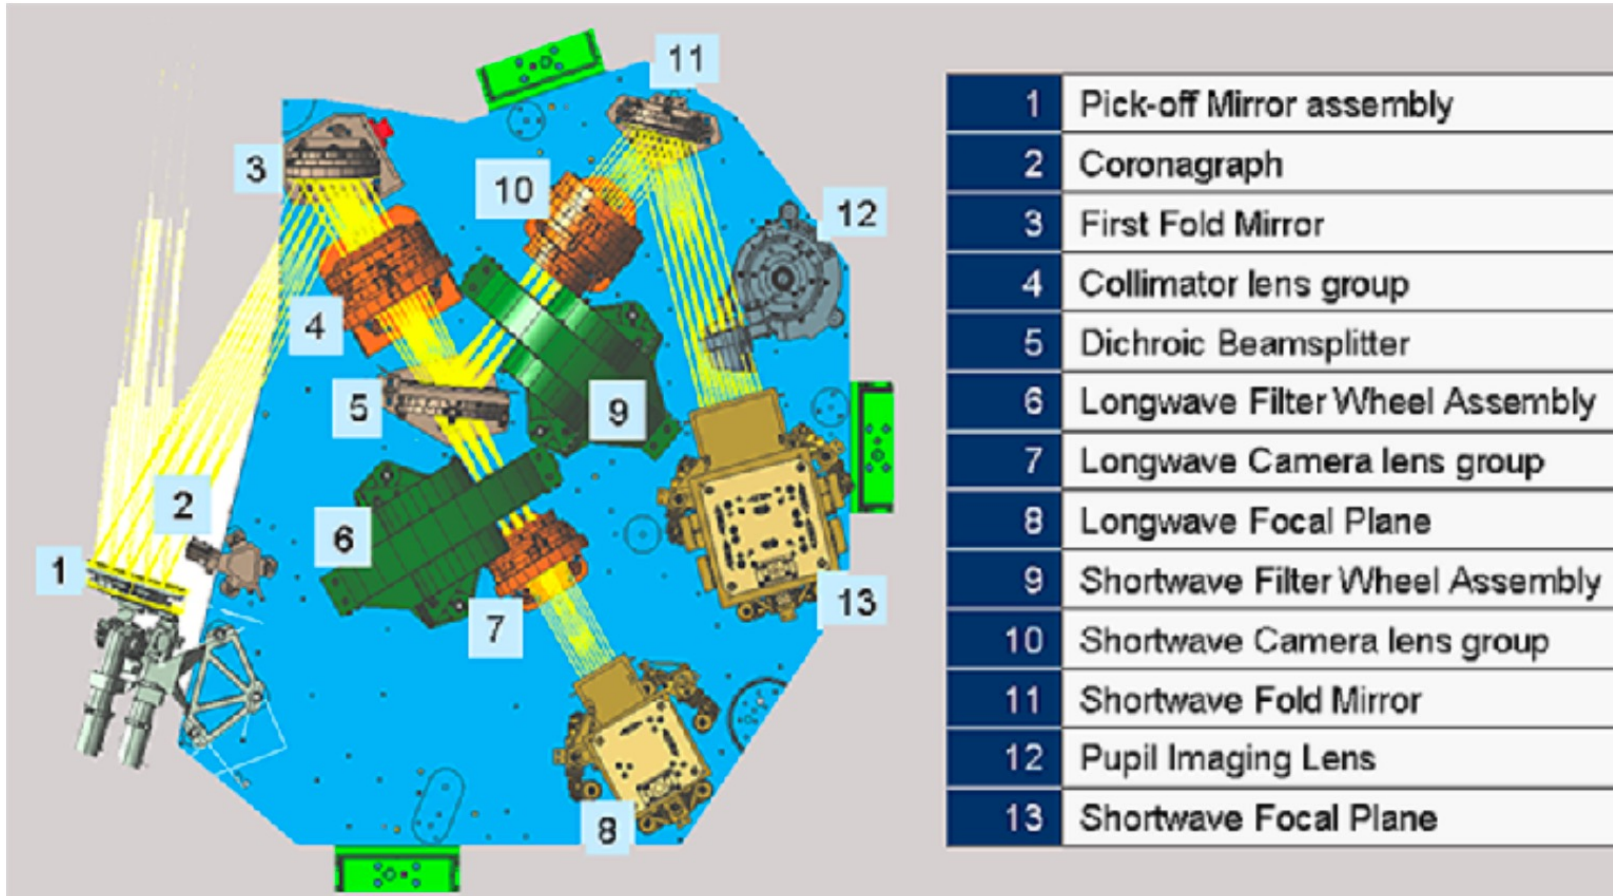 11
3
10
12
4
5
9
2
6
1
13
7
8
1 Pick-off Mirror assembly
2 Coronagraph
3 First Fold Mirror
4 Collimator lens group
5 Dichroic Beamsplitter
6 Longwave Filter Wheel Assembly
7 Longwave Camera lens group
8 Longwave Focal Plane
9 Shortwave Filter Wheel Assembly
10 Shortwave Camera lens group
11 Shortwave Fold Mirror
12 Pupil Imaging Lens
13 Shortwave Focal Plane